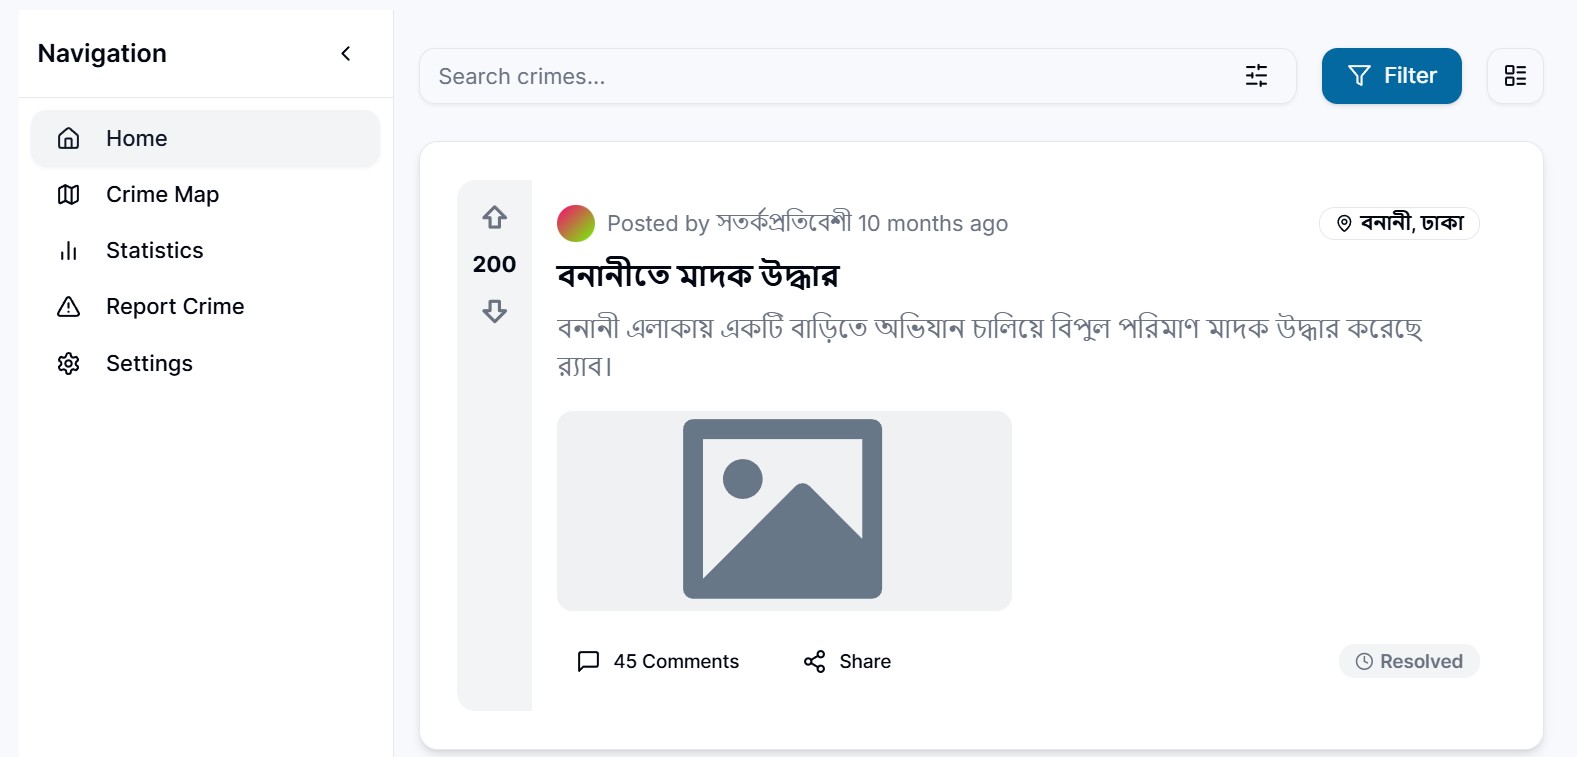 Navigation
Home
Crime Map
Statistics
Report Crime
Settings
Search crimes...
Filter
200
Posted by সতর্কপ্রতিবেশী 10 months ago
বনানী, ঢাকা
বনানীতে মাদক উদ্ধার
বনানী এলাকায় একটি বাড়িতে অভিযান চালিয়ে বিপুল পরিমাণ মাদক উদ্ধার করেছে
র‍্যাব।
45 Comments
Share
Resolved